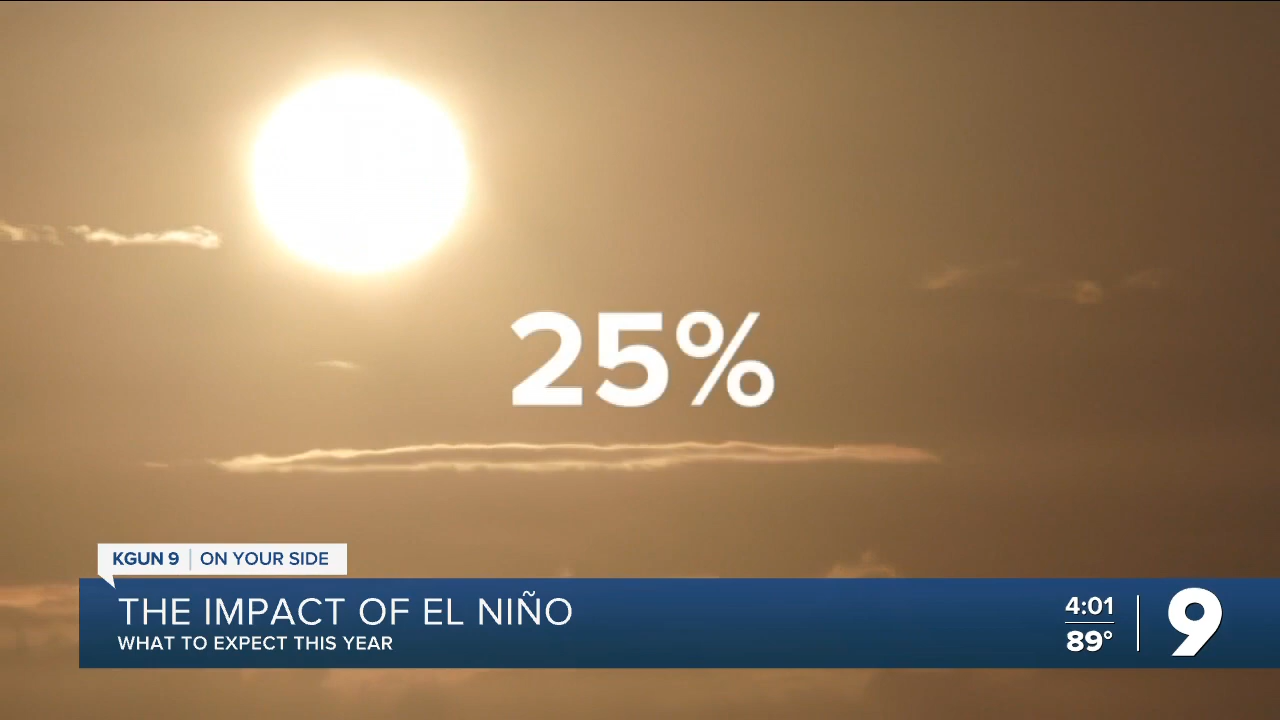 25%
KGUN 9 | ON YOUR SIDE
THE IMPACT OF EL NIÑO
WHAT TO EXPECT THIS YEAR
4:01
89°
9